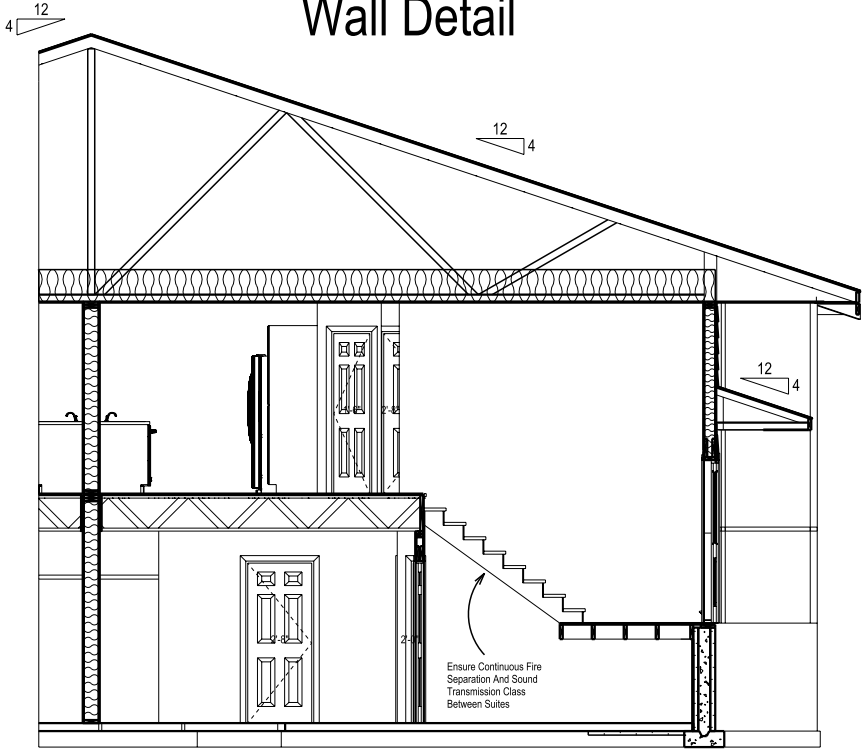 Wall Detail
12
4
12
4
12
4
2'-8"
Ensure Continuous Fire
Separation And Sound
Transmission Class
Between Suites